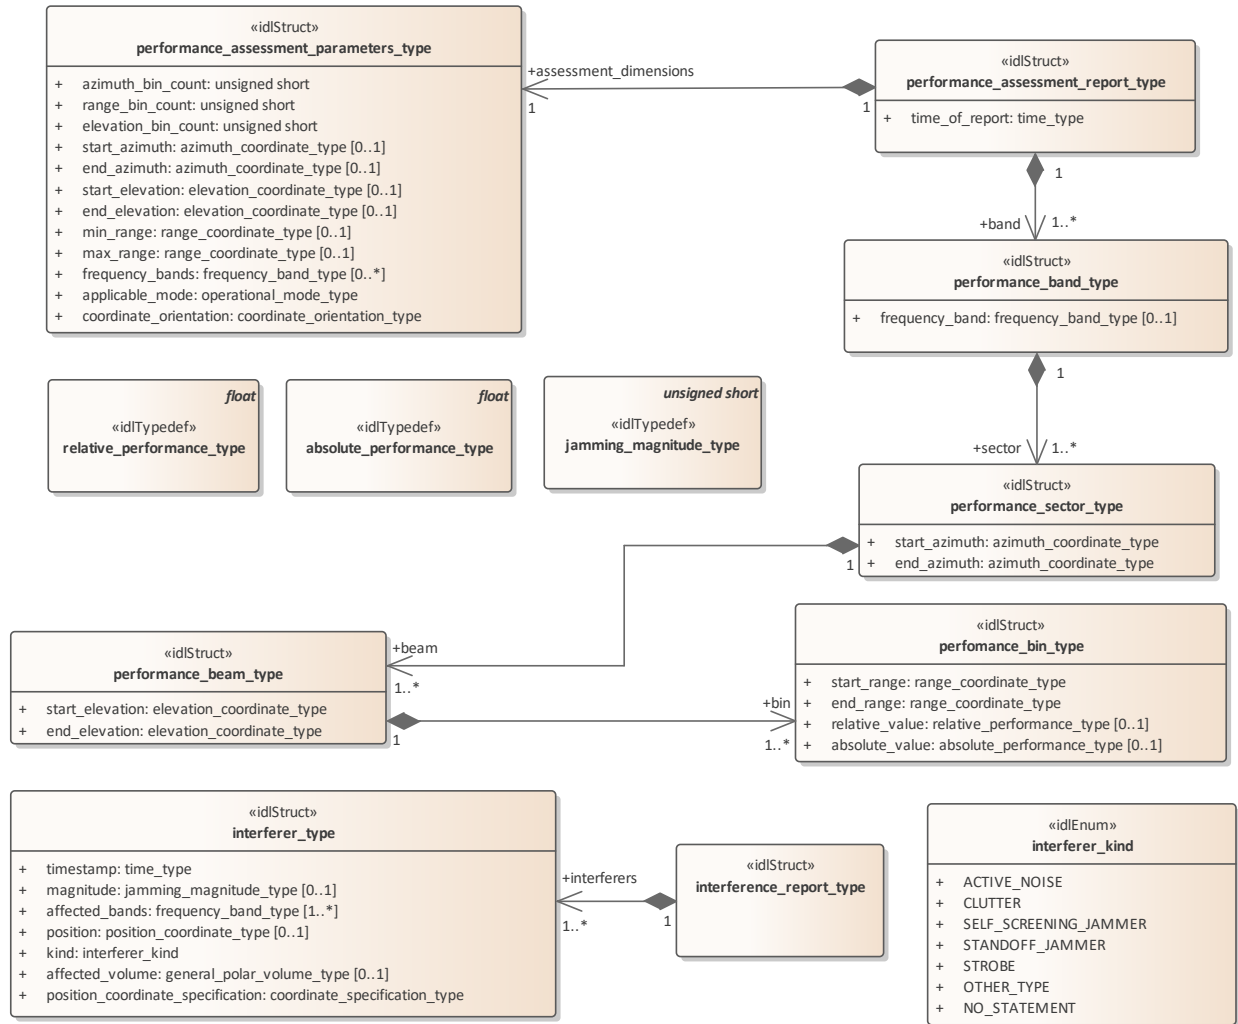 «idlStruct»
performance_assessment_parameters_type
+ azimuth_bin_count: unsigned short
+ range_bin_count: unsigned short
+ elevation_bin_count: unsigned short
+ start_azimuth: azimuth_coordinate_type [0..1]
+ end_azimuth: azimuth_coordinate_type [0..1]
+ start_elevation: elevation_coordinate_type [0..1]
+ end_elevation: elevation_coordinate_type [0..1]
+ min_range: range_coordinate_type [0..1]
+ max_range: range_coordinate_type [0..1]
+ frequency_bands: frequency_band_type [0..*]
+ applicable_mode: operational_mode_type
+ coordinate_orientation: coordinate_orientation_type
+assessment_dimensions
1
1
«idlStruct»
performance_assessment_report_type
+ time_of_report: time_type
1
+band
1..*
«idlStruct»
performance_band_type
+ frequency_band: frequency_band_type [0..1]
1
+sector
1..*
float
«idlTypedef»
relative_performance_type
float
«idlTypedef»
absolute_performance_type
unsigned short
«idlTypedef»
jamming_magnitude_type
«idlStruct»
performance_sector_type
+ start_azimuth: azimuth_coordinate_type
+ end_azimuth: azimuth_coordinate_type
1
+beam
1..*
«idlStruct»
performance_beam_type
+ start_elevation: elevation_coordinate_type
+ end_elevation: elevation_coordinate_type
1
+bin
1..*
«idlStruct»
perfomance_bin_type
+ start_range: range_coordinate_type
+ end_range: range_coordinate_type
+ relative_value: relative_performance_type [0..1]
+ absolute_value: absolute_performance_type [0..1]
«idlStruct»
interferer_type
+ timestamp: time_type
+ magnitude: jamming_magnitude_type [0..1]
+ affected_bands: frequency_band_type [1..*]
+ position: position_coordinate_type [0..1]
+ kind: interferer_kind
+ affected_volume: general_polar_volume_type [0..1]
+ position_coordinate_specification: coordinate_specification_type
+interferers
1..*
1
«idlStruct»
interference_report_type
«idlEnum»
interferer_kind
+ ACTIVE_NOISE
+ CLUTTER
+ SELF_SCREENING_JAMMER
+ STANDOFF_JAMMER
+ STROBE
+ OTHER_TYPE
+ NO_STATEMENT